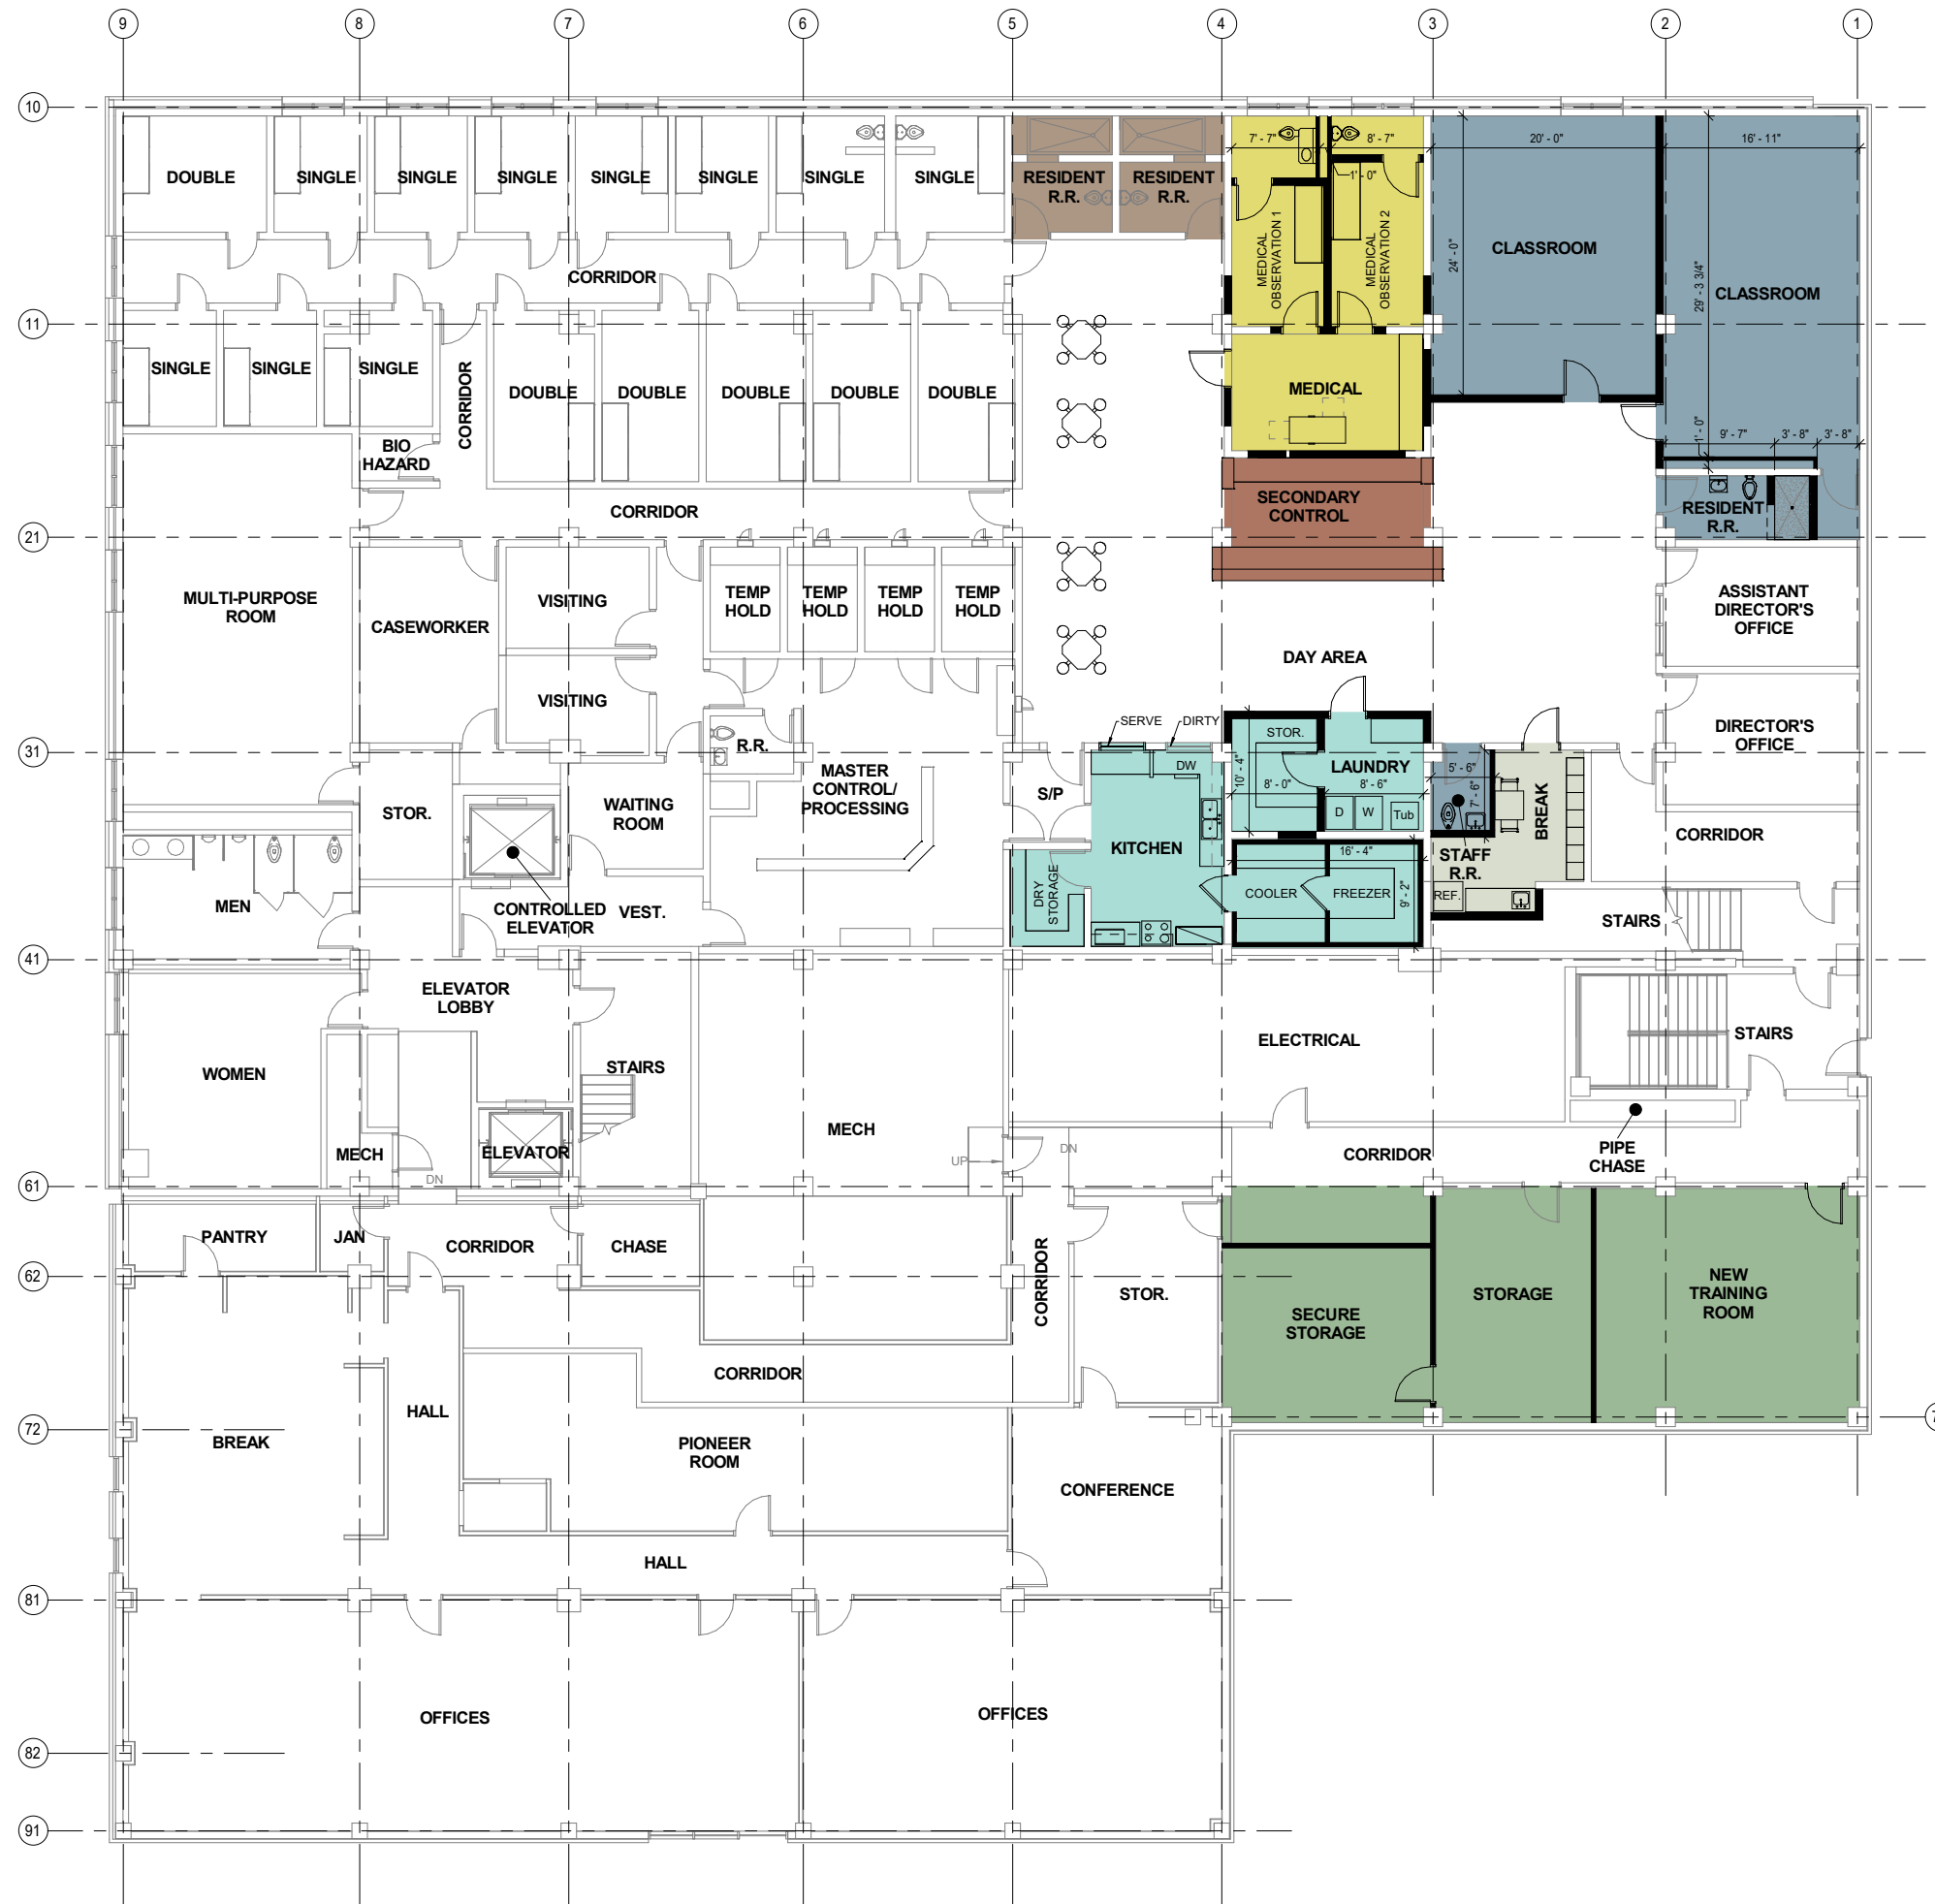 9 8 7 6 5 4 3 2 1
10
7' - 7" 8' - 7" 20' - 0" 16' - 11"
DOUBLE SINGLE SINGLE SINGLE SINGLE SINGLE SINGLE SINGLE
RESIDENT
R.R.
RESIDENT
R.R.
1' - 0"
MEDICAL
OBSERVATION 1
MEDICAL
OBSERVATION 2
24' - 0"
CLASSROOM
29' - 3 3/4"
CLASSROOM
CORRIDOR
11
SINGLE SINGLE SINGLE
CORRIDOR
DOUBLE DOUBLE DOUBLE DOUBLE DOUBLE
MEDICAL
BIO
HAZARD
1' - 0"
9' - 7" 3' - 8" 3' - 8"
CORRIDOR
SECONDARY
CONTROL
RESIDENT
R.R.
21
MULTI-PURPOSE
ROOM
CASEWORKER
VISITING
VISITING
TEMP
HOLD
TEMP
HOLD
TEMP
HOLD
TEMP
HOLD
ASSISTANT
DIRECTOR'S
OFFICE
DAY AREA
DIRECTOR'S
OFFICE
31
R.R.
SERVE DIRTY
DW
STOR.
10' - 4"
8' - 0"
LAUNDRY
8' - 6"
D W Tub
5' - 6"
7' - 6"
BREAK
MASTER
CONTROL/
PROCESSING
S/P
STOR.
WAITING
ROOM
KITCHEN
16' - 4"
STAFF
R.R.
CORRIDOR
DRY
STORAGE
COOLER FREEZER
9' - 2"
REF.
MEN
CONTROLLED
ELEVATOR
VEST.
STAIRS
41
ELEVATOR
LOBBY
WOMEN
STAIRS
ELECTRICAL
STAIRS
MECH
MECH
ELEVATOR
DN
UP
DN
CORRIDOR
PIPE
CHASE
61
PANTRY JAN CORRIDOR CHASE
CORRIDOR
STOR.
SECURE
STORAGE
STORAGE
NEW
TRAINING
ROOM
62
CORRIDOR
HALL
72
BREAK
PIONEER
ROOM
CONFERENCE
HALL
81
OFFICES
OFFICES
82
91